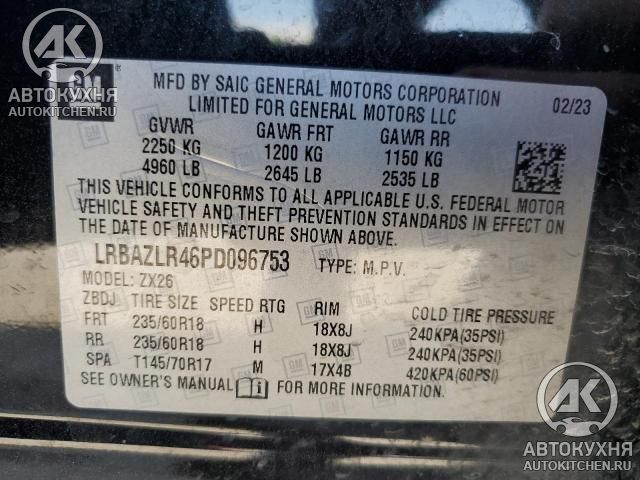 АВТОКУХНЯ
AUTOKITCHEN.RU
GM
MFD BY SAIC GENERAL MOTORS CORPORATION
LIMITED FOR GENERAL MOTORS LLC
02/23
GVWR GAWR FRT GAWR RR
2250 KG 1200 KG 1150 KG
4960 LB 2645 LB 2535 LB
THIS VEHICLE CONFORMS TO ALL APPLICABLE U.S. FEDERAL MOTOR
VEHICLE SAFETY AND THEFT PREVENTION STANDARDS IN EFFECT ON
THE DATE OF MANUFACTURE SHOWN ABOVE.
LRBAZLR46PD096753 TYPE: M.P.V.
MODEL: ZX26
ZBDJ TIRE SIZE SPEED RTG RIM COLD TIRE PRESSURE
FRT 235/60R18 H 18X8J 240KPA(35PSI)
RR 235/60R18 H 18X8J 240KPA(35PSI)
SPA T145/70R17 M 17X4B 420KPA(60PSI)
SEE OWNER'S MANUAL FOR MORE INFORMATION.
AK
АВТОКУХНЯ
AUTOKITCHEN.RU